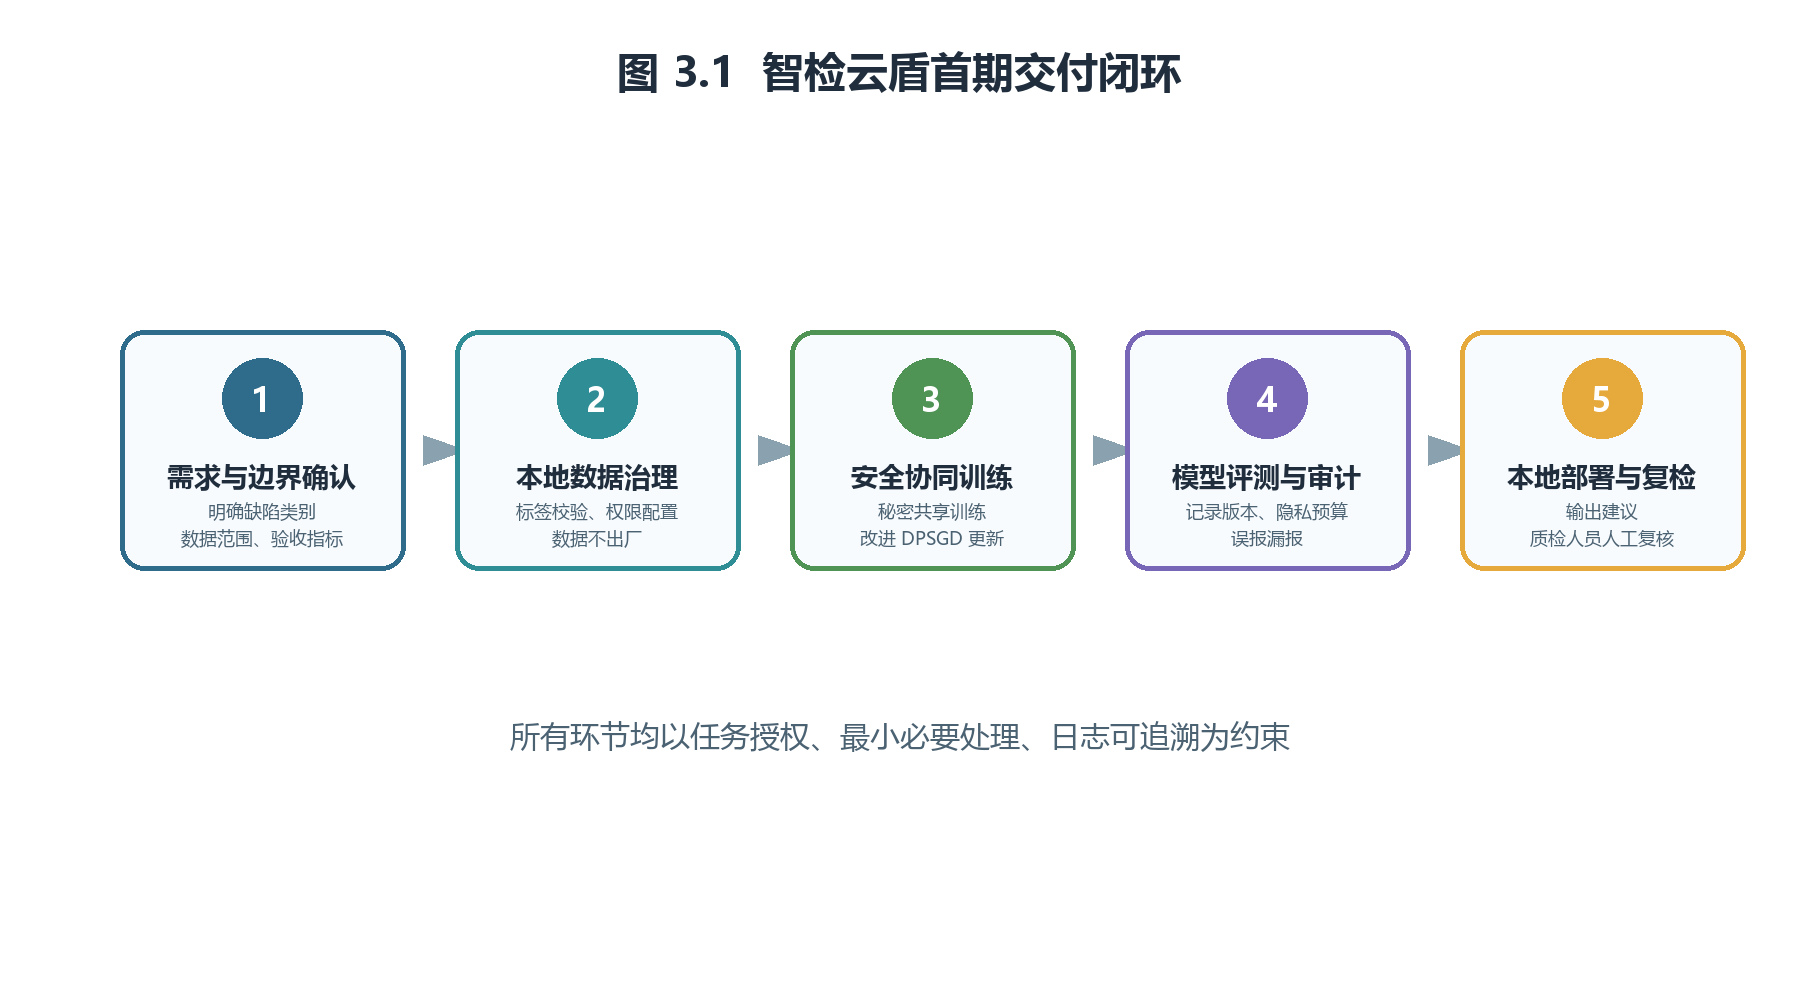 图 3.1 智检云盾首期交付闭环
1
需求与边界确认
明确缺陷类别
数据范围、验收指标
2
本地数据治理
标签校验、权限配置
数据不出厂
3
安全协同训练
秘密共享训练
改进 DPSGD 更新
4
模型评测与审计
记录版本、隐私预算
误报漏报
5
本地部署与复检
输出建议
质检人员人工复核
所有环节均以任务授权、最小必要处理、日志可追溯为约束